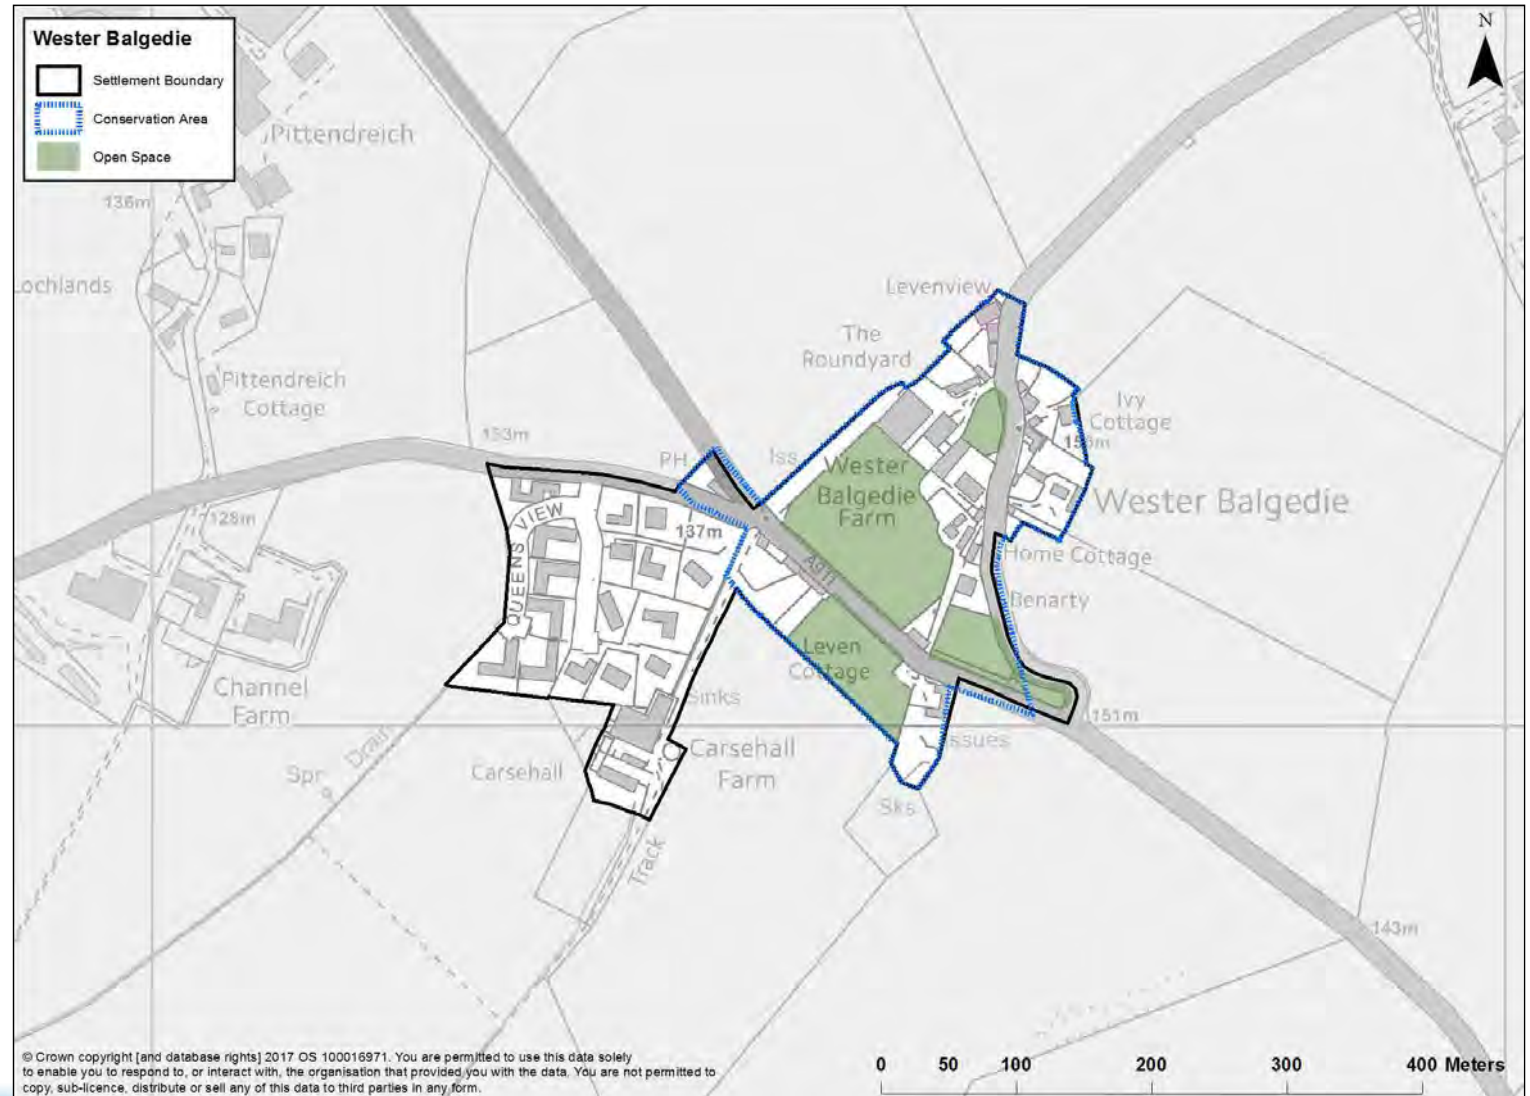 Wester Balgedie
Settlement Boundary
Conservation Area
Open Space
N
Pittendreich
136m
Lochlands
Pittendreich
Cottage
153m
128m
Levenview
The
Roundyard
Ivy
Cottage
PH
Iss
Wester
Balgedie
Farm
Wester Balgedie
QUEENS VIEW
137m
A911
Home Cottage
Benarty
Leven
Cottage
Channel
Farm
Sinks
151m
Issues
Carsehall
Carsehall
Farm
Spr
Drain
Sks
Track
143m
© Crown copyright [and database rights] 2017 OS 100016971. You are permitted to use this data solely
to enable you to respond to, or interact with, the organisation that provided you with the data. You are not permitted to
copy, sub-licence, distribute or sell any of this data to third parties in any form.
0 50 100 200 300 400 Meters